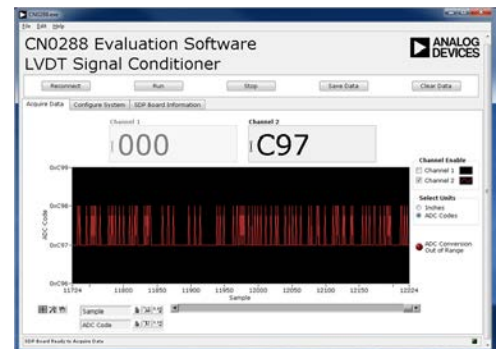 CN0288.exe
File Edit Help
CN0288 Evaluation Software
LVDT Signal Conditioner
ANALOG
DEVICES
Reconnect Run Stop Save Data Clear Data
Acquire Data Configure System SDP Board Information
Channel 1 Channel 2
000 C97
Channel Enable
Channel 1
Channel 2
Select Units
Inches
ADC Codes
ADC Conversion
Out of Range
0xC99
0xC98
0xC97
0xC96
ADC Code
11724 11800 11850 11900 11950 12000 12050 12100 12150 12224
Sample
Sample
ADC Code
SDP Board Ready to Acquire Data